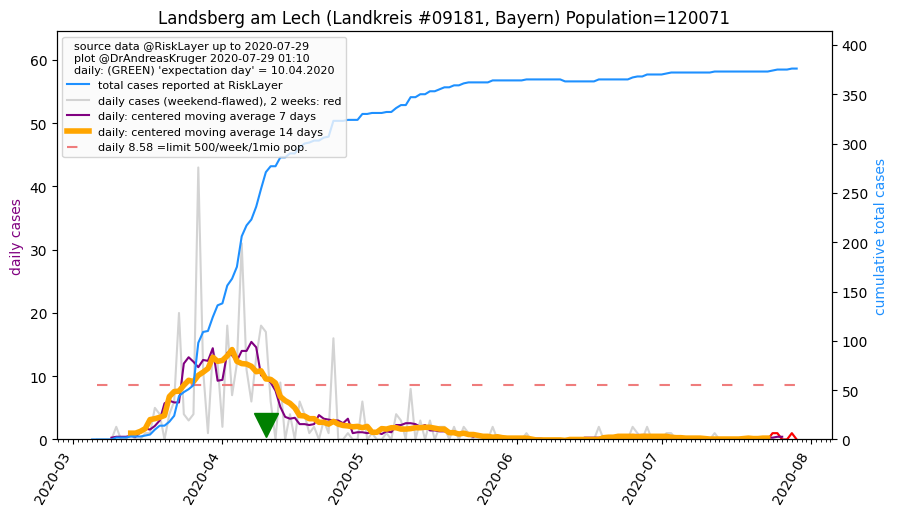 Landsberg am Lech (Landkreis #09181, Bayern) Population=120071
source data @RiskLayer up to 2020-07-29
plot @DrAndreasKruger 2020-07-29 01:10
daily: (GREEN) 'expectation day' = 10.04.2020
total cases reported at RiskLayer
daily cases (weekend-flawed), 2 weeks: red
daily: centered moving average 7 days
daily: centered moving average 14 days
daily 8.58 =limit 500/week/1mio pop.
daily cases
60
50
40
30
20
10
0
cumulative total cases
400
350
300
250
200
150
100
50
0
2020-03
2020-04
2020-05
2020-06
2020-07
2020-08